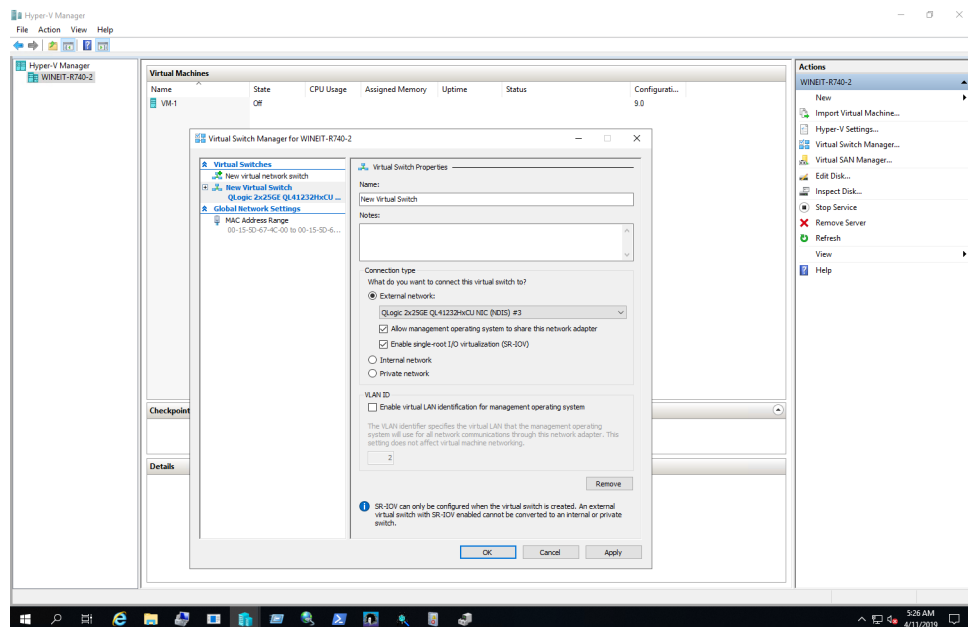 Hyper-V Manager
File Action View Help
Hyper-V Manager
WINEIT-R740-2
Virtual Machines
Name State CPU Usage Assigned Memory Uptime Status Configurati...
VM-1 Off 9.0
Checkpoint
Details
Virtual Switch Manager for WINEIT-R740-2
Virtual Switches
New virtual network switch
New Virtual Switch
QLogic 2x25GE QL41232HxCU ...
Global Network Settings
MAC Address Range
00-15-5D-67-4C-00 to 00-15-5D-6...
Virtual Switch Properties
Name:
New Virtual Switch
Notes:
Connection type
What do you want to connect this virtual switch to?
External network:
QLogic 2x25GE QL41232HxCU NIC (NDIS) #3
Allow management operating system to share this network adapter
Enable single-root I/O virtualization (SR-IOV)
Internal network
Private network
VLAN ID
Enable virtual LAN identification for management operating system
The VLAN identifier specifies the virtual LAN that the management operating
system will use for all network communications through this network adapter. This
setting does not affect virtual machine networking.
2
Remove
SR-IOV can only be configured when the virtual switch is created. An external
virtual switch with SR-IOV enabled cannot be converted to an internal or private
switch.
OK Cancel Apply
Actions
WINEIT-R740-2
New
Import Virtual Machine...
Hyper-V Settings...
Virtual Switch Manager...
Virtual SAN Manager...
Edit Disk...
Inspect Disk...
Stop Service
Remove Server
Refresh
View
Help
5:26 AM
4/11/2019